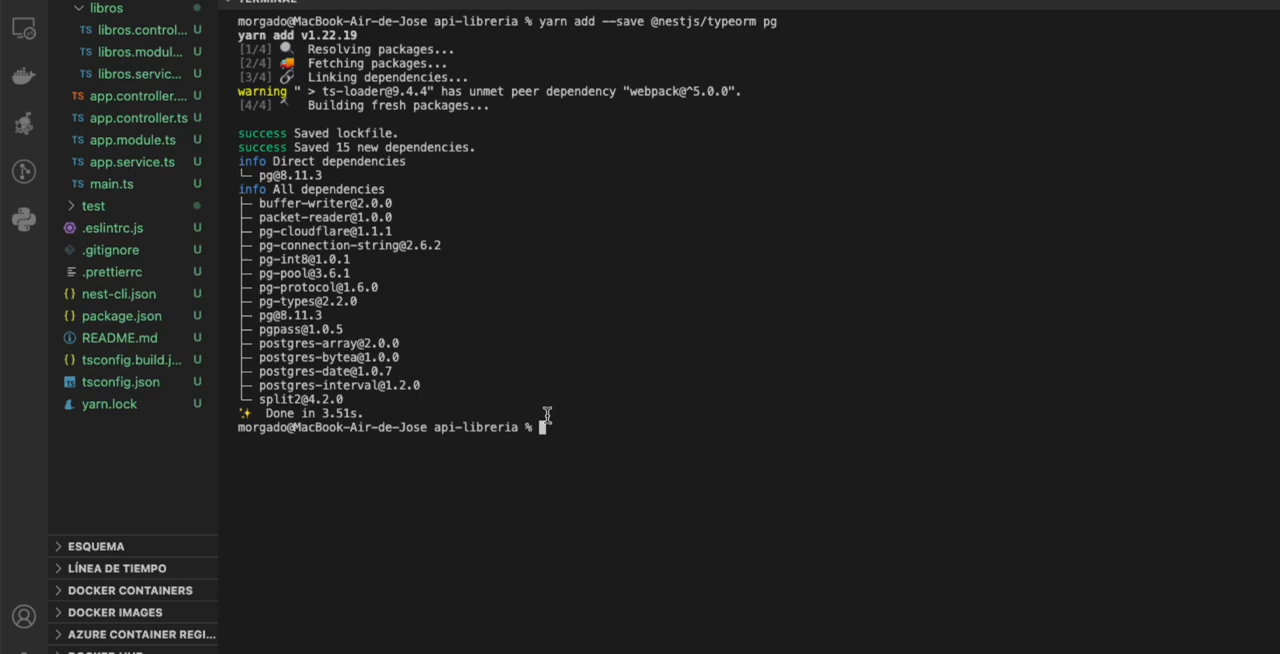 libros
TS libros.control... U
TS libros.modul... U
TS libros.servic... U
TS app.controller.... U
TS app.controller.ts U
TS app.module.ts U
TS app.service.ts U
TS main.ts U
test
.eslintrc.js U
.gitignore U
.prettierrc U
{} nest-cli.json U
{} package.json U
README.md U
{} tsconfig.build.j... U
TS tsconfig.json U
yarn.lock U
ESQUEMA
LÍNEA DE TIEMPO
DOCKER CONTAINERS
DOCKER IMAGES
AZURE CONTAINER REGI...
morgado@MacBook-Air-de-Jose api-libreria % yarn add --save @nestjs/typeorm pg
yarn add v1.22.19
[1/4] 🔍 Resolving packages...
[2/4] 🚚 Fetching packages...
[3/4] 🔗 Linking dependencies...
warning " > ts-loader@9.4.4" has unmet peer dependency "webpack@^5.0.0".
[4/4] 🔨 Building fresh packages...
success Saved lockfile.
success Saved 15 new dependencies.
info Direct dependencies
└─ pg@8.11.3
info All dependencies
├─ buffer-writer@2.0.0
├─ packet-reader@1.0.0
├─ pg-cloudflare@1.1.1
├─ pg-connection-string@2.6.2
├─ pg-int8@1.0.1
├─ pg-pool@3.6.1
├─ pg-protocol@1.6.0
├─ pg-types@2.2.0
├─ pg@8.11.3
├─ pgpass@1.0.5
├─ postgres-array@2.0.0
├─ postgres-bytea@1.0.0
├─ postgres-date@1.0.7
├─ postgres-interval@1.2.0
└─ split2@4.2.0
✨ Done in 3.51s.
morgado@MacBook-Air-de-Jose api-libreria %